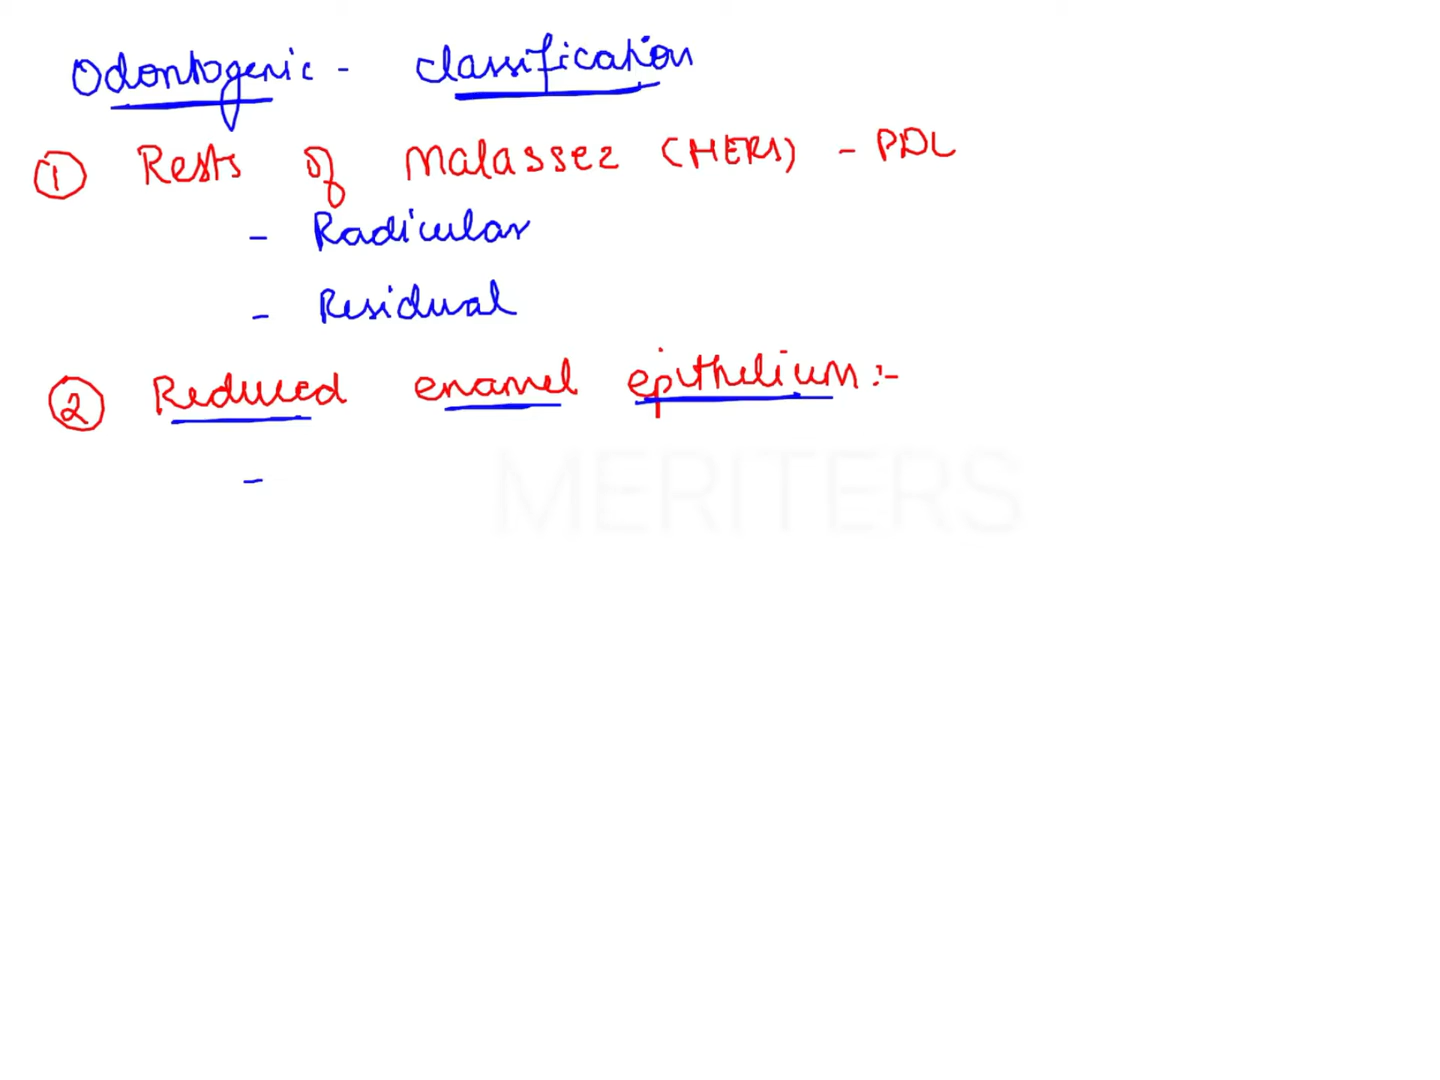 Odontogenic - classification
① Rests of Malassez (HERS) - PDL
- Radicular
- Residual
② Reduced enamel epithelium :-
-
MERITERS